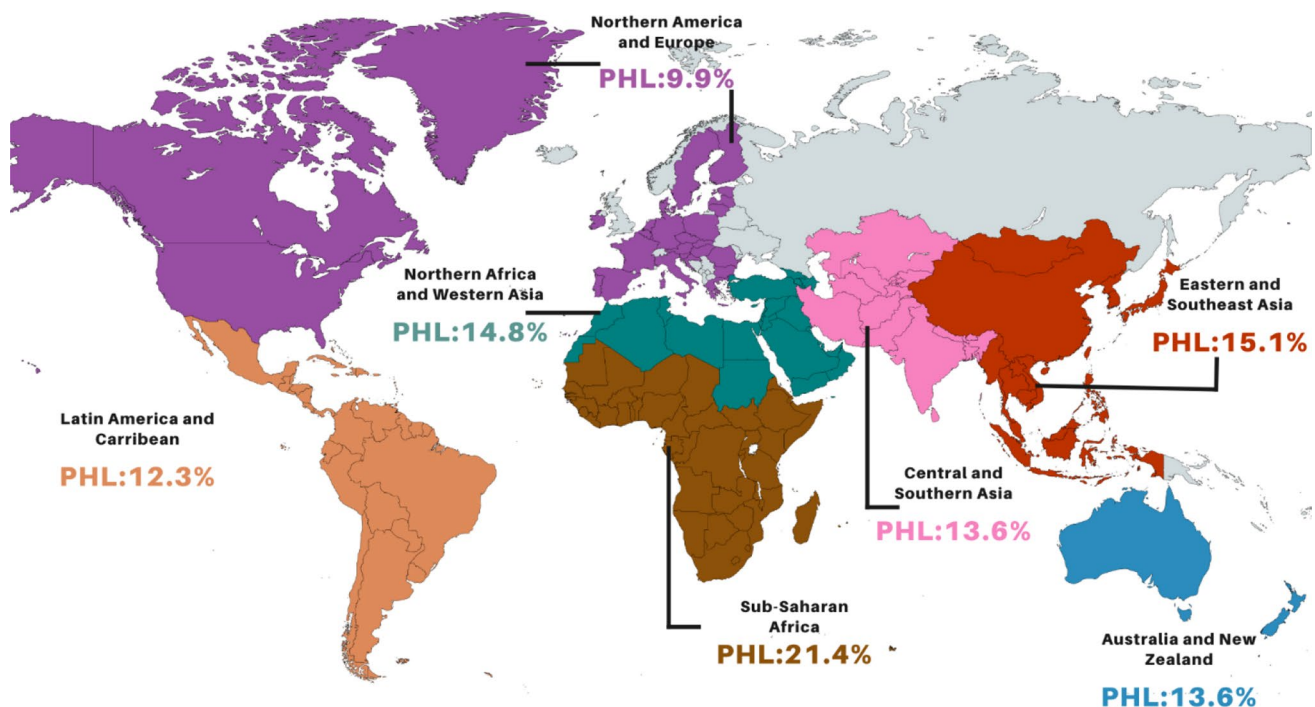 Northern America
and Europe
PHL:9.9%
Northern Africa
and Western Asia
PHL:14.8%
Eastern and
Southeast Asia
PHL:15.1%
Latin America and
Carribean
PHL:12.3%
Central and
Southern Asia
PHL:13.6%
Sub-Saharan
Africa
PHL:21.4%
Australia and New
Zealand
PHL:13.6%